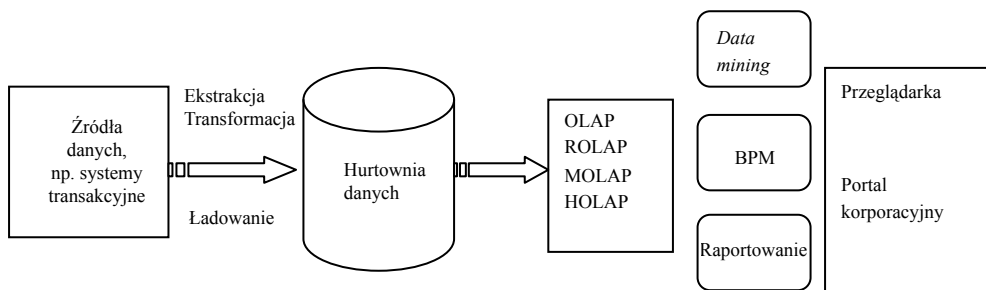 Źródła
danych,
np. systemy
transakcyjne
Ekstrakcja
Transformacja
Ładowanie
Hurtownia
danych
OLAP
ROLAP
MOLAP
HOLAP
Data
mining
BPM
Raportowanie
Przeglądarka
Portal
korporacyjny